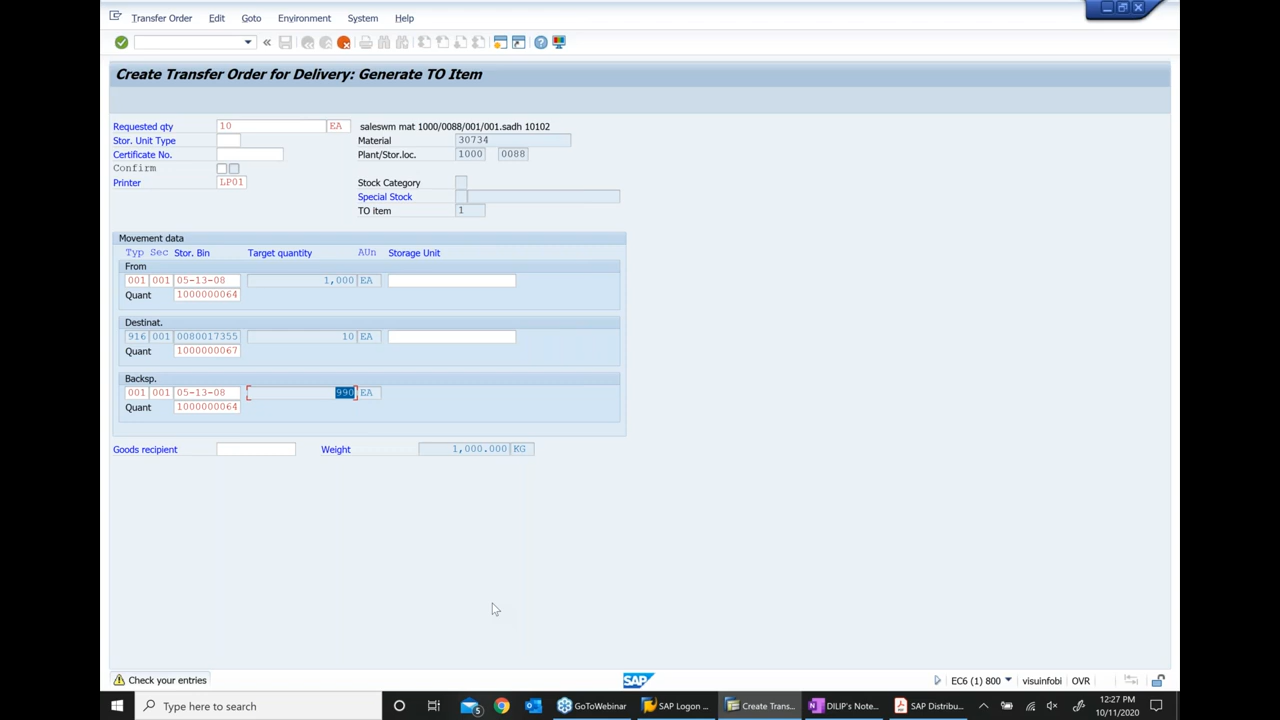 Transfer Order Edit Goto Environment System Help
Create Transfer Order for Delivery: Generate TO Item
Requested qty 10 EA saleswm mat 1000/0088/001/001.sadh 10102
Stor. Unit Type Material 30734
Certificate No. Plant/Stor.loc. 1000 0088
Confirm
Printer LP01 Stock Category
Special Stock
TO item 1
Movement data
Typ Sec Stor. Bin Target quantity AUn Storage Unit
From
001 001 05-13-08 1,000 EA
Quant 1000000064
Destinat.
916 001 0080017355 10 EA
Quant 1000000067
Backsp.
001 001 05-13-08 990 EA
Quant 1000000064
Goods recipient Weight 1,000.000 KG
Check your entries SAP EC6 (1) 800 visuinfobi OVR
Type here to search 5 GoToWebinar SAP Logon ... Create Trans... DILIP's Note... SAP Distribu... 12:27 PM
10/11/2020